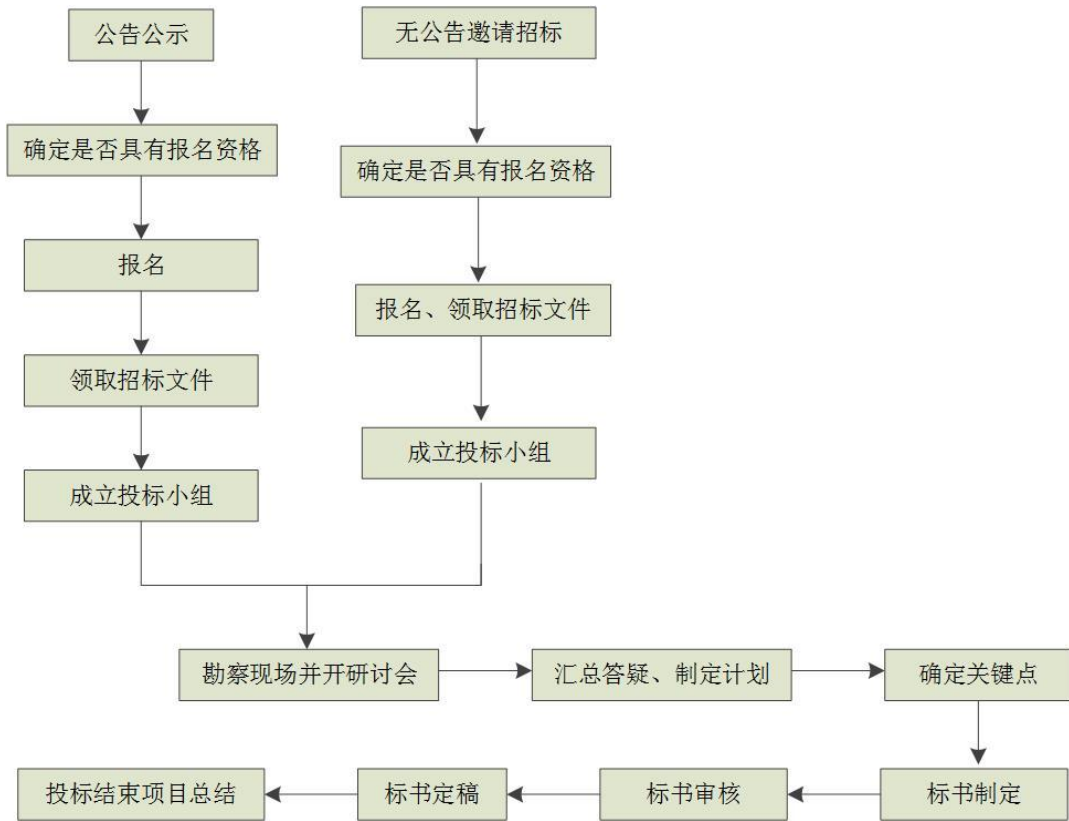 公告公示
确定是否具有报名资格
报名
领取招标文件
成立投标小组
无公告邀请招标
确定是否具有报名资格
报名、领取招标文件
成立投标小组
勘察现场并开研讨会
汇总答疑、制定计划
确定关键点
标书制定
标书审核
标书定稿
投标结束项目总结